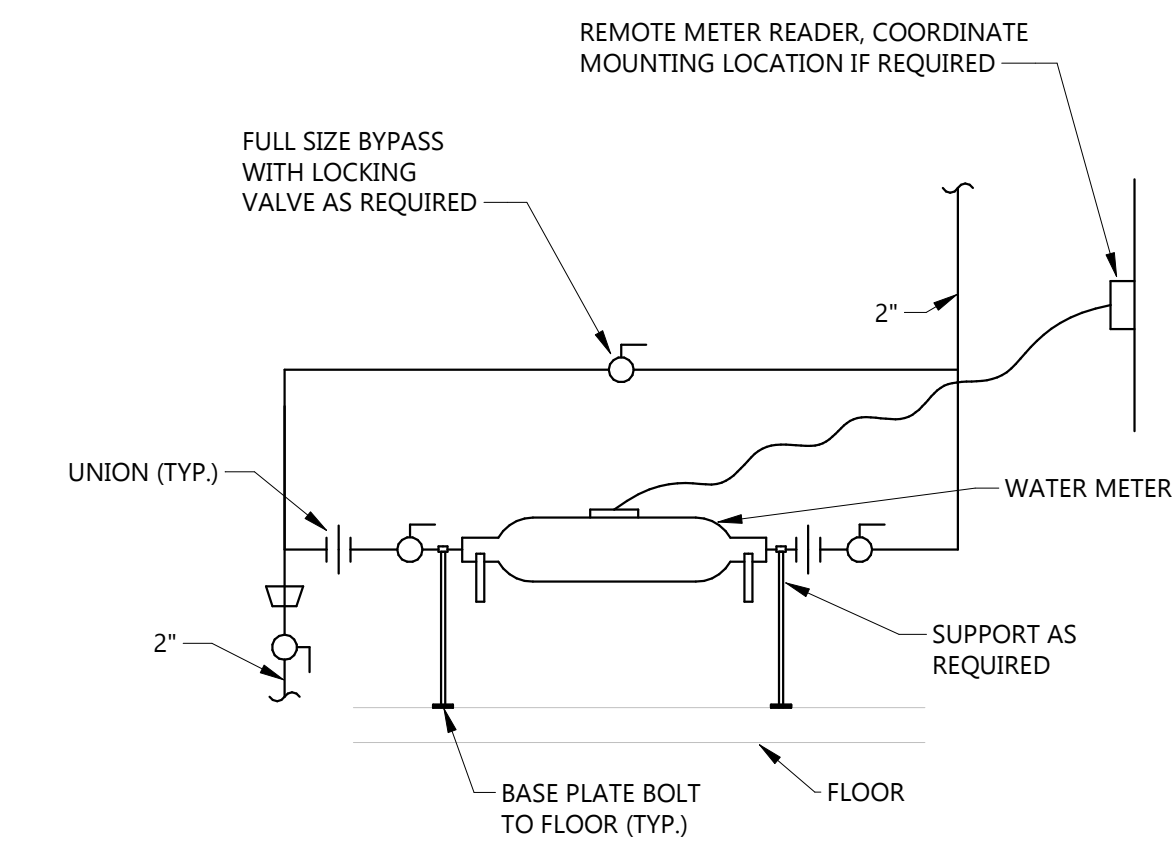 REMOTE METER READER, COORDINATE
MOUNTING LOCATION IF REQUIRED
FULL SIZE BYPASS
WITH LOCKING
VALVE AS REQUIRED
2"
UNION (TYP.)
WATER METER
2"
SUPPORT AS
REQUIRED
BASE PLATE BOLT
TO FLOOR (TYP.)
FLOOR